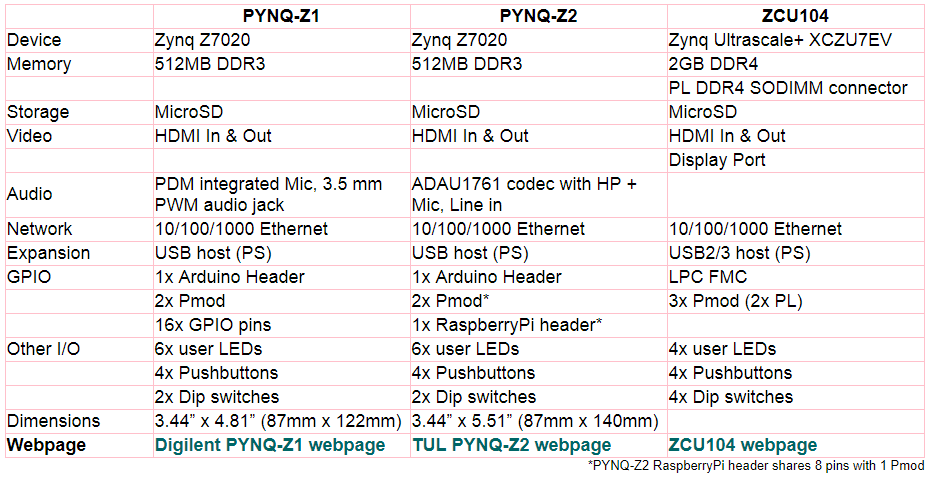 PYNQ-Z1 PYNQ-Z2 ZCU104
Device Zynq Z7020 Zynq Z7020 Zynq Ultrascale+ XCZU7EV
Memory 512MB DDR3 512MB DDR3 2GB DDR4
PL DDR4 SODIMM connector
Storage MicroSD MicroSD MicroSD
Video HDMI In & Out HDMI In & Out HDMI In & Out
Display Port
Audio PDM integrated Mic, 3.5 mm ADAU1761 codec with HP +
PWM audio jack Mic, Line in
Network 10/100/1000 Ethernet 10/100/1000 Ethernet 10/100/1000 Ethernet
Expansion USB host (PS) USB host (PS) USB2/3 host (PS)
GPIO 1x Arduino Header 1x Arduino Header LPC FMC
2x Pmod 2x Pmod* 3x Pmod (2x PL)
16x GPIO pins 1x RaspberryPi header*
Other I/O 6x user LEDs 6x user LEDs 4x user LEDs
4x Pushbuttons 4x Pushbuttons 4x Pushbuttons
2x Dip switches 2x Dip switches 4x Dip switches
Dimensions 3.44” x 4.81” (87mm x 122mm) 3.44” x 5.51” (87mm x 140mm)
Webpage Digilent PYNQ-Z1 webpage TUL PYNQ-Z2 webpage ZCU104 webpage
*PYNQ-Z2 RaspberryPi header shares 8 pins with 1 Pmod